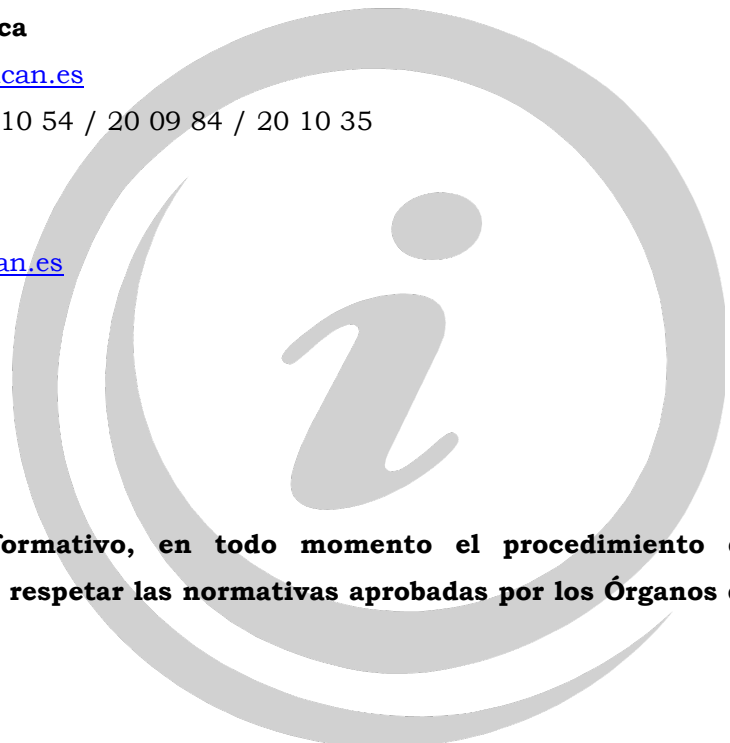 ca
can.es
10 54 / 20 09 84 / 20 10 35
an.es
formativo, en todo momento el procedimiento
respetar las normativas aprobadas por los Órganos